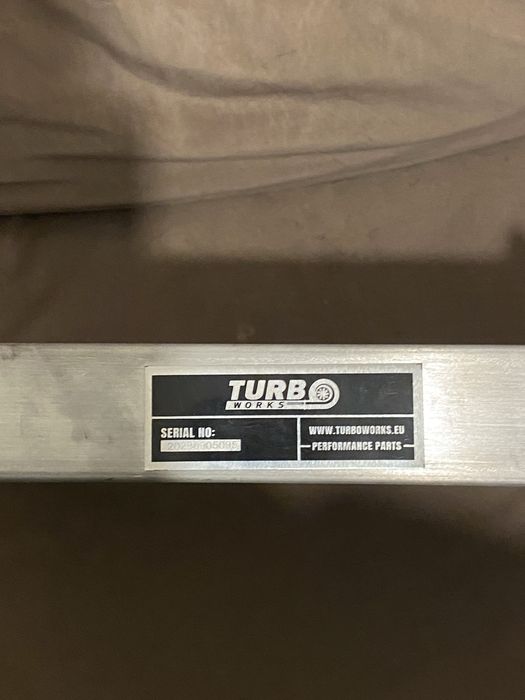 TURBO
WORKS
SERIAL NO:
WWW.TURBOWORKS.EU
PERFORMANCE PARTS